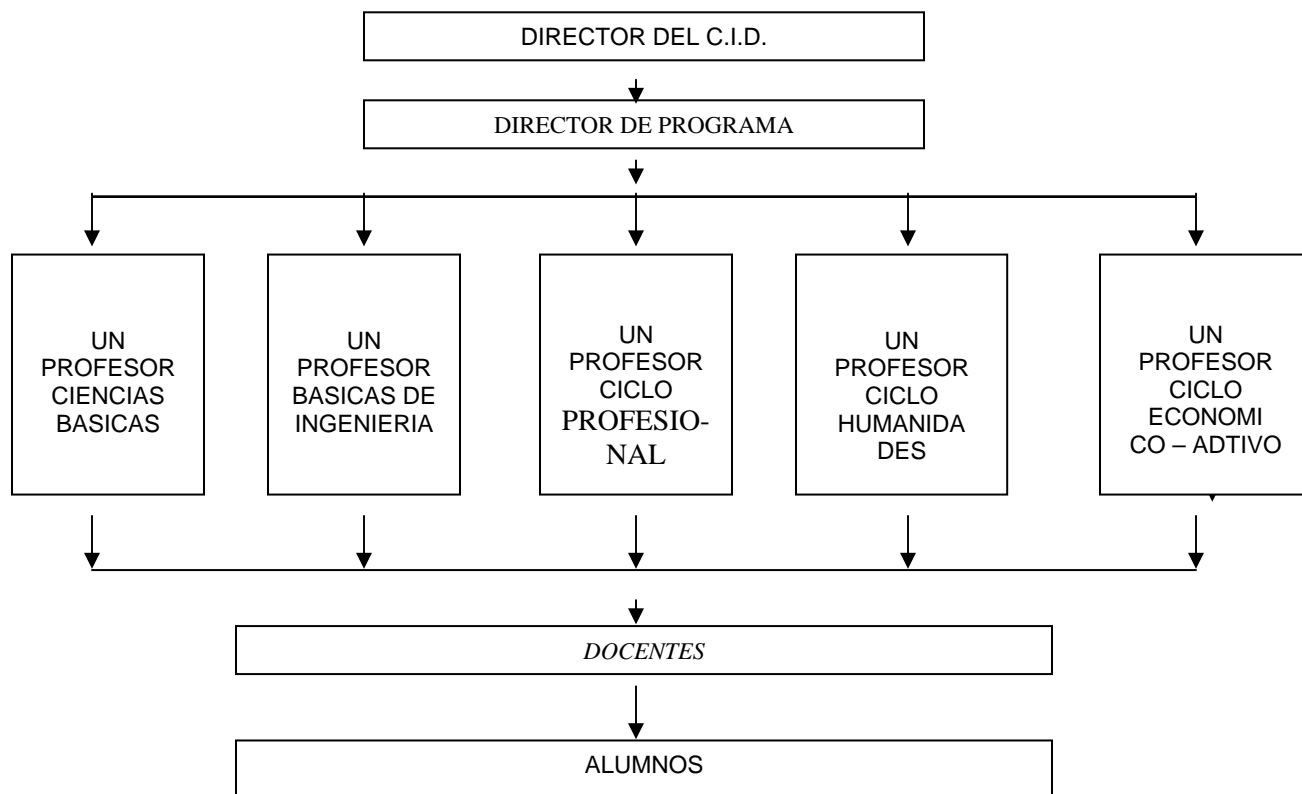 DIRECTOR DEL C.I.D.
DIRECTOR DE PROGRAMA
UN
PROFESOR
CIENCIAS
BASICAS
UN
PROFESOR
BASICAS DE
INGENIERIA
UN
PROFESOR
CICLO
PROFESIO-
NAL
UN
PROFESOR
CICLO
HUMANIDA
DES
UN
PROFESOR
CICLO
ECONOMI
CO – ADTIVO
DOCENTES
ALUMNOS